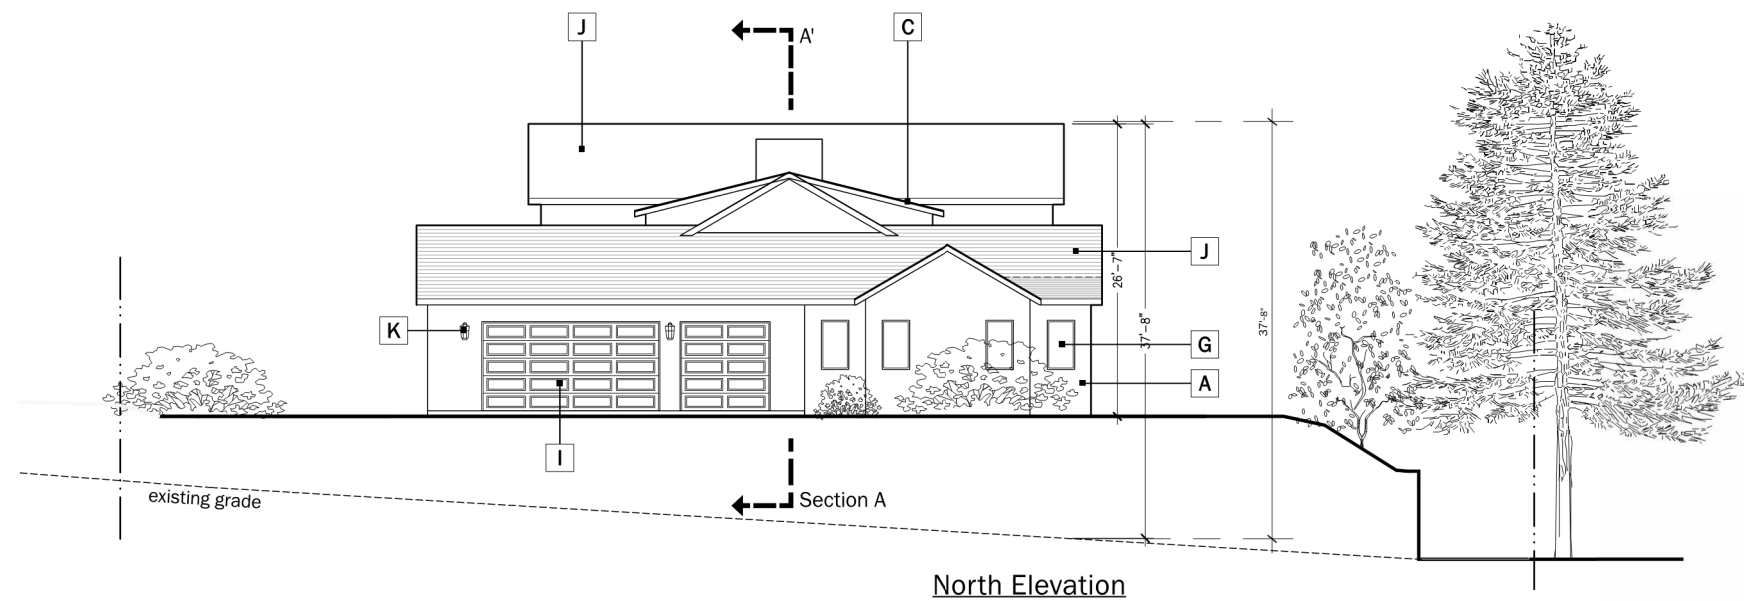 J
C
A'
J
26'-7"
37'-8"
37'-8"
K
G
A
I
existing grade
Section A
North Elevation